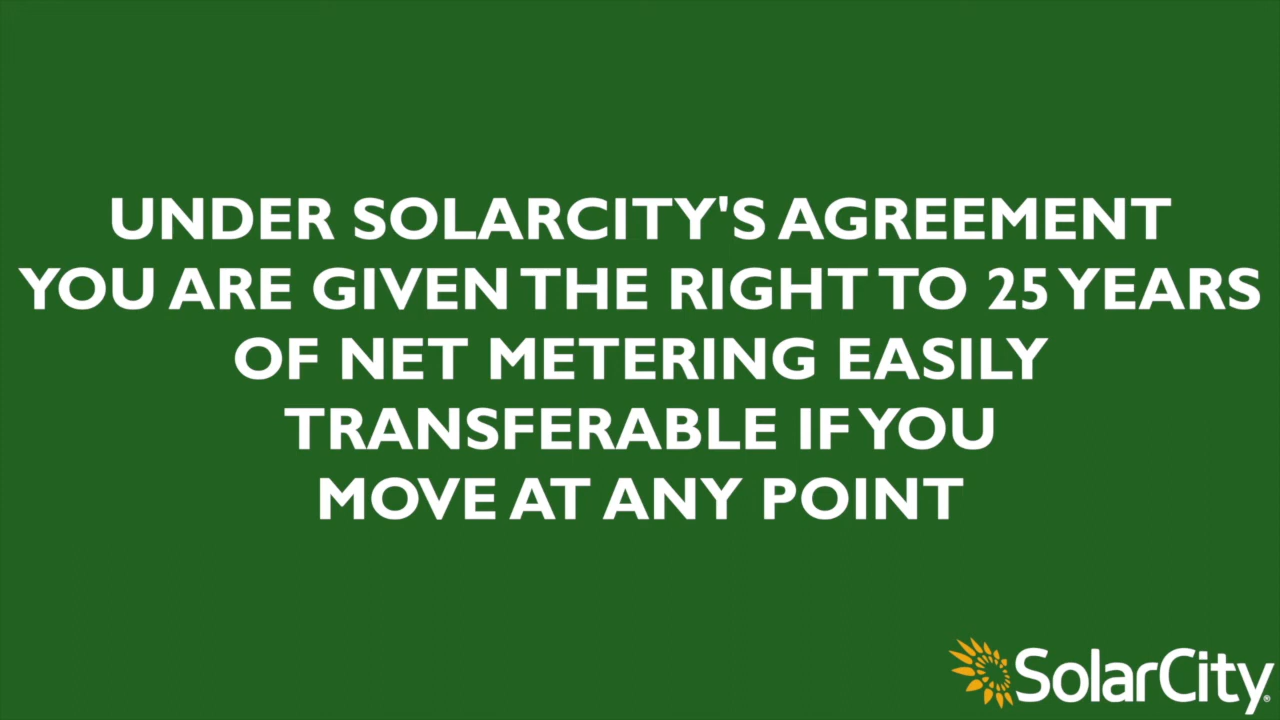 UNDER SOLARCITY'S AGREEMENT
YOU ARE GIVEN THE RIGHT TO 25 YEARS
OF NET METERING EASILY
TRANSFERABLE IF YOU
MOVE AT ANY POINT
SolarCity®